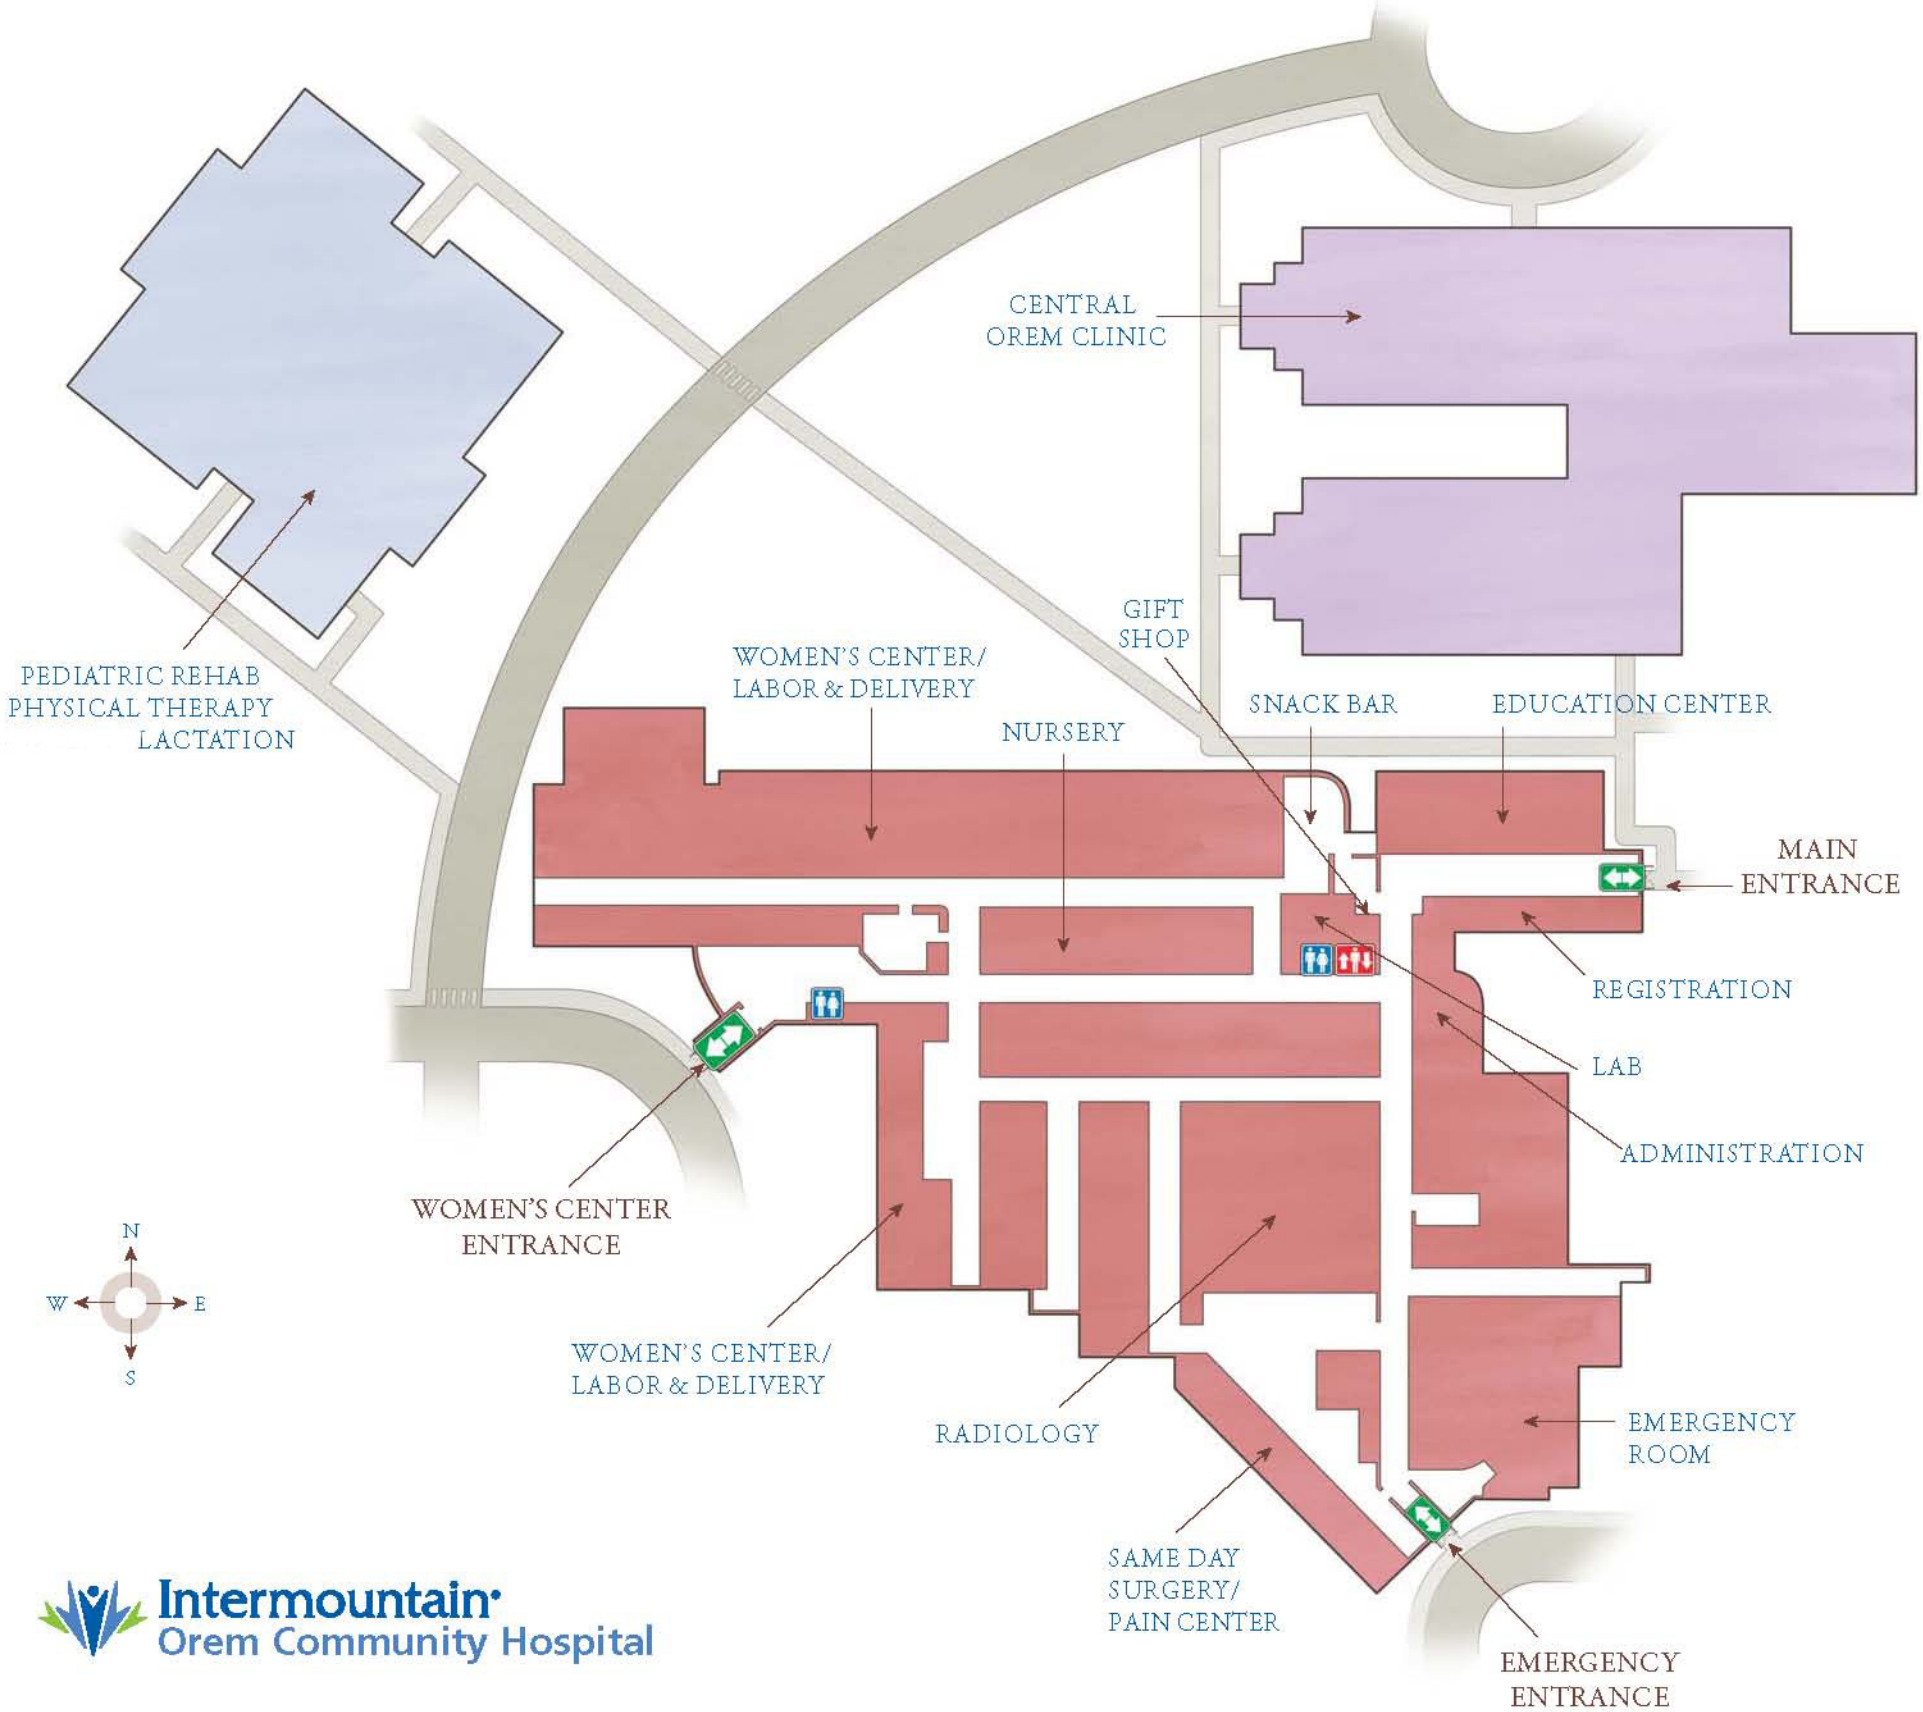 CENTRAL
OREM CLINIC
GIFT
SHOP
WOMEN'S CENTER/
LABOR & DELIVERY
PEDIATRIC REHAB
PHYSICAL THERAPY
LACTATION
SNACK BAR
EDUCATION CENTER
NURSERY
MAIN
ENTRANCE
REGISTRATION
LAB
ADMINISTRATION
WOMEN'S CENTER
ENTRANCE
N
W
E
S
WOMEN'S CENTER/
LABOR & DELIVERY
RADIOLOGY
EMERGENCY
ROOM
SAME DAY
SURGERY/
PAIN CENTER
EMERGENCY
ENTRANCE
Intermountain
Orem Community Hospital